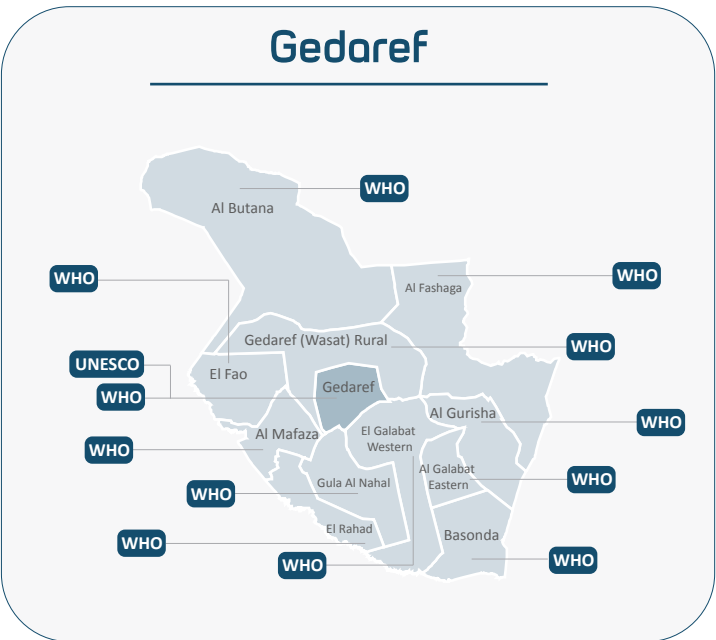 Gedaref
WHO
Al Butana
WHO
WHO
Al Fashaga
Gedaref (Wasat) Rural
WHO
UNESCO
El Fao
Gedaref
WHO
Al Gurisha
WHO
El Galabat
Western
Al Mafaza
WHO
Al Galabat
Eastern
WHO
Gula Al Nahal
WHO
El Rahad
Basonda
WHO
WHO
WHO